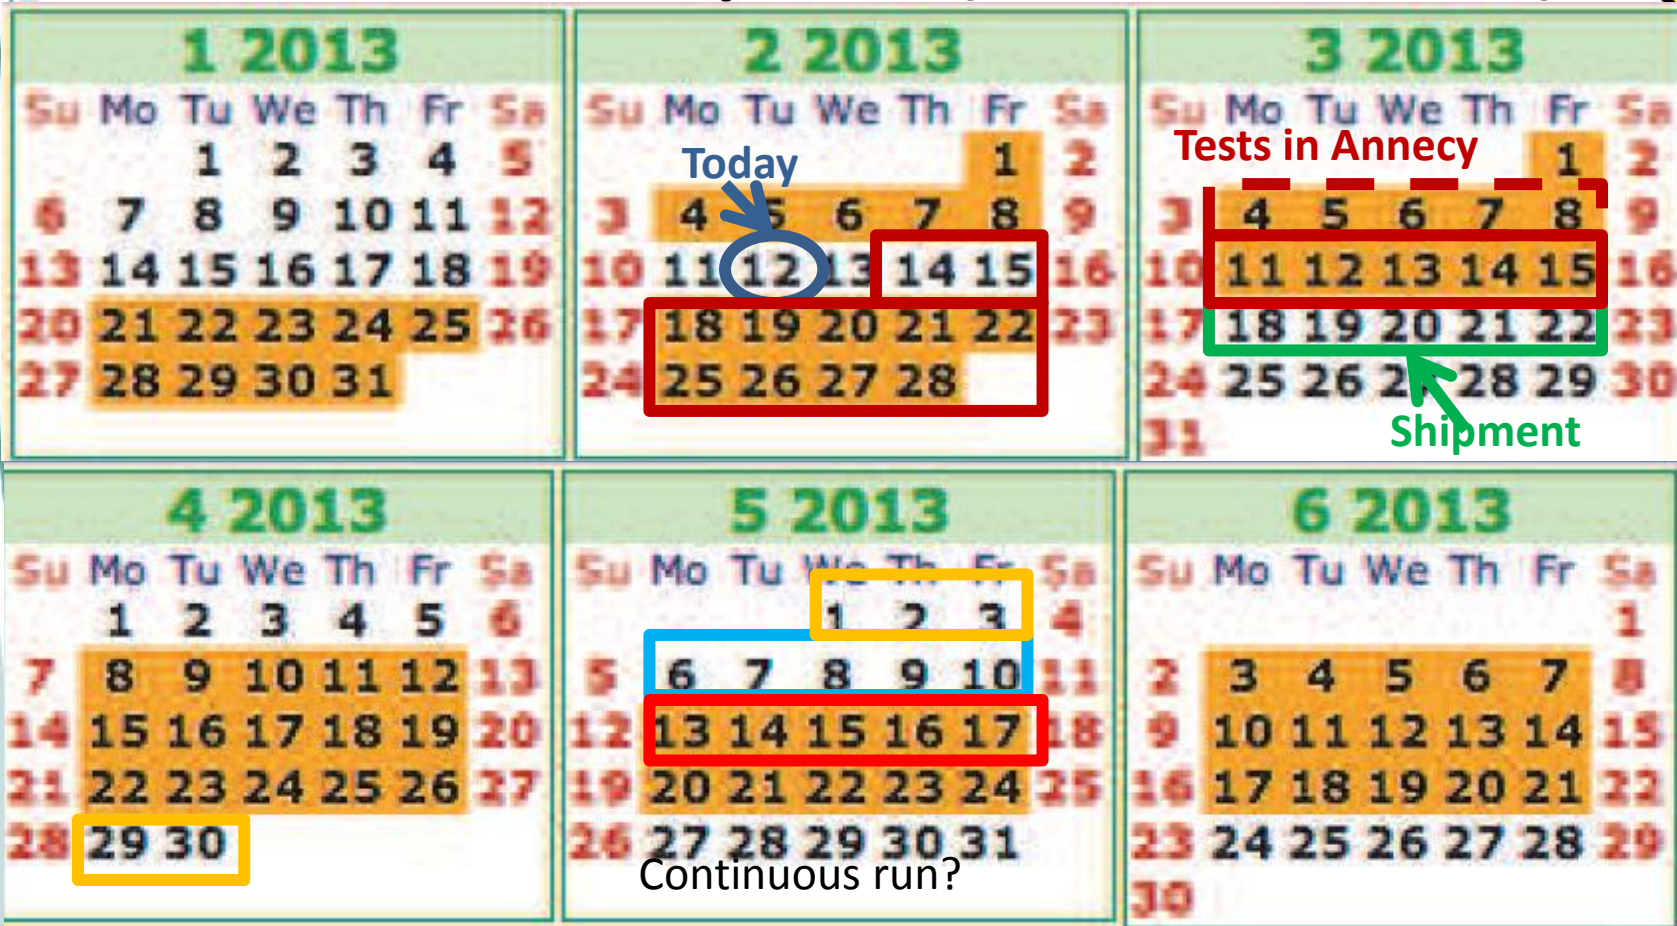 1 2013
Su Mo Tu We Th Fr Sa
1 2 3 4 5
6 7 8 9 10 11 12
13 14 15 16 17 18 19
20 21 22 23 24 25 26
27 28 29 30 31
2 2013
Su Mo Tu We Th Fr Sa
Today
1 2
3 4 5 6 7 8 9
10 11 12 13 14 15 16
17 18 19 20 21 22 23
24 25 26 27 28
3 2013
Su Mo Tu We Th Fr Sa
Tests in Annecy
1 2
3 4 5 6 7 8 9
10 11 12 13 14 15 16
17 18 19 20 21 22 23
24 25 26 27 28 29 30
31
Shipment
4 2013
Su Mo Tu We Th Fr Sa
1 2 3 4 5 6
7 8 9 10 11 12 13
14 15 16 17 18 19 20
21 22 23 24 25 26 27
28 29 30
5 2013
Su Mo Tu We Th Fr Sa
1 2 3 4
5 6 7 8 9 10 11
12 13 14 15 16 17 18
19 20 21 22 23 24 25
26 27 28 29 30 31
Continuous run?
6 2013
Su Mo Tu We Th Fr Sa
1
2 3 4 5 6 7 8
9 10 11 12 13 14 15
16 17 18 19 20 21 22
23 24 25 26 27 28 29
30